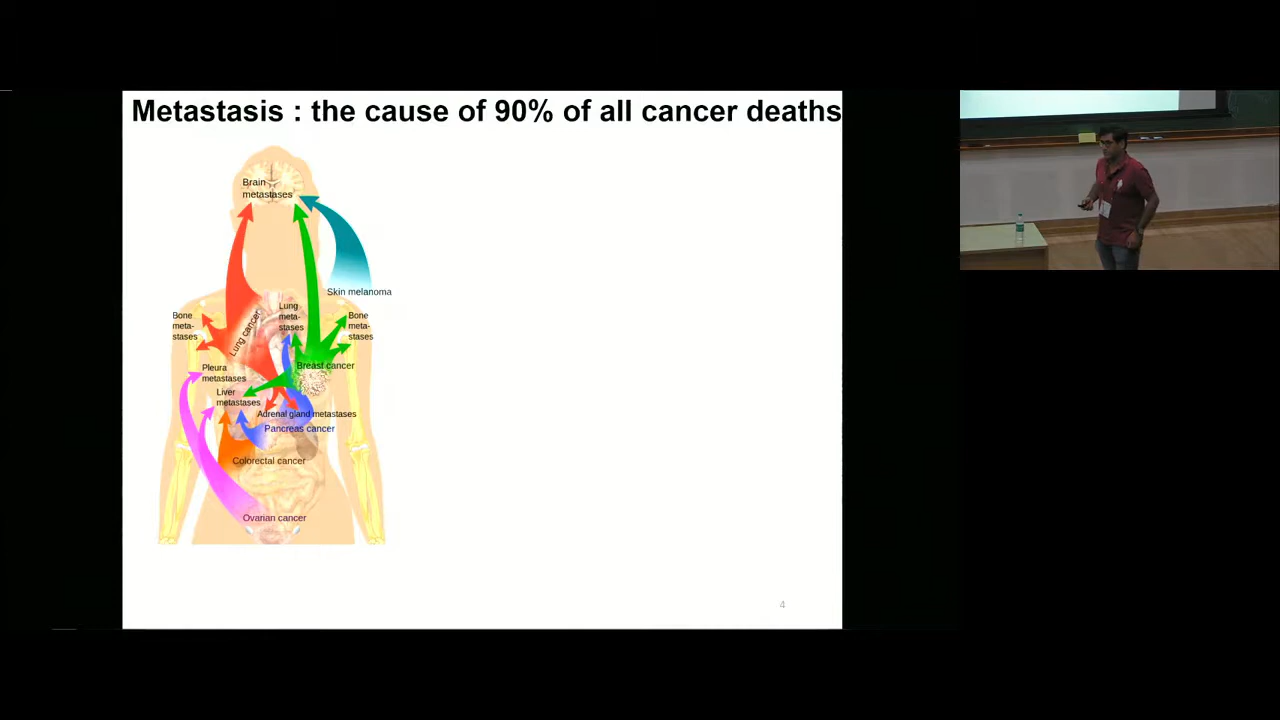 Metastasis : the cause of 90% of all cancer deaths
Brain
metastases
Skin melanoma
Lung
meta-
stases
Bone
meta-
stases
Lung cancer
Bone
meta-
stases
Breast cancer
Pleura
metastases
Liver
metastases
Adrenal gland metastases
Pancreas cancer
Colorectal cancer
Ovarian cancer
4